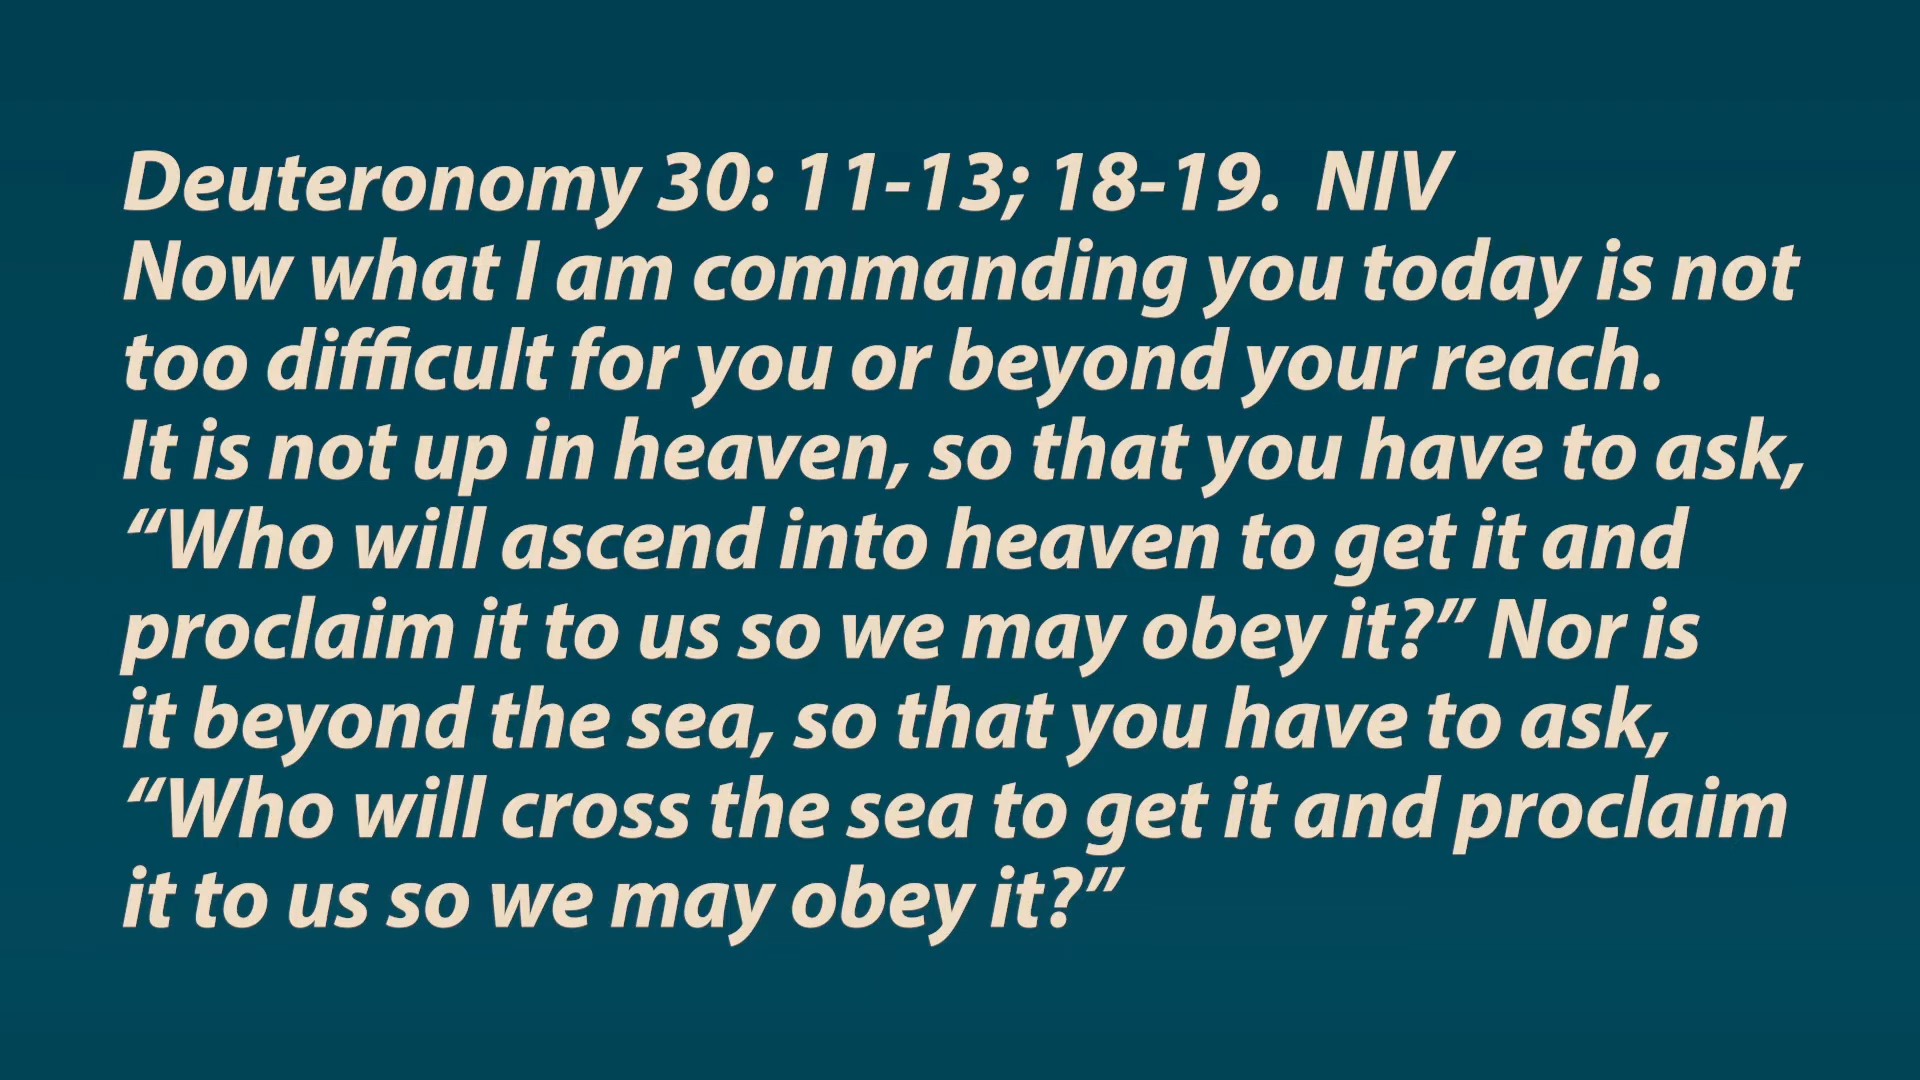 Deuteronomy 30: 11-13; 18-19.  NIV
Now what I am commanding you today is not
too difficult for you or beyond your reach.
It is not up in heaven, so that you have to ask,
“Who will ascend into heaven to get it and
proclaim it to us so we may obey it?” Nor is
it beyond the sea, so that you have to ask,
“Who will cross the sea to get it and proclaim
it to us so we may obey it?”